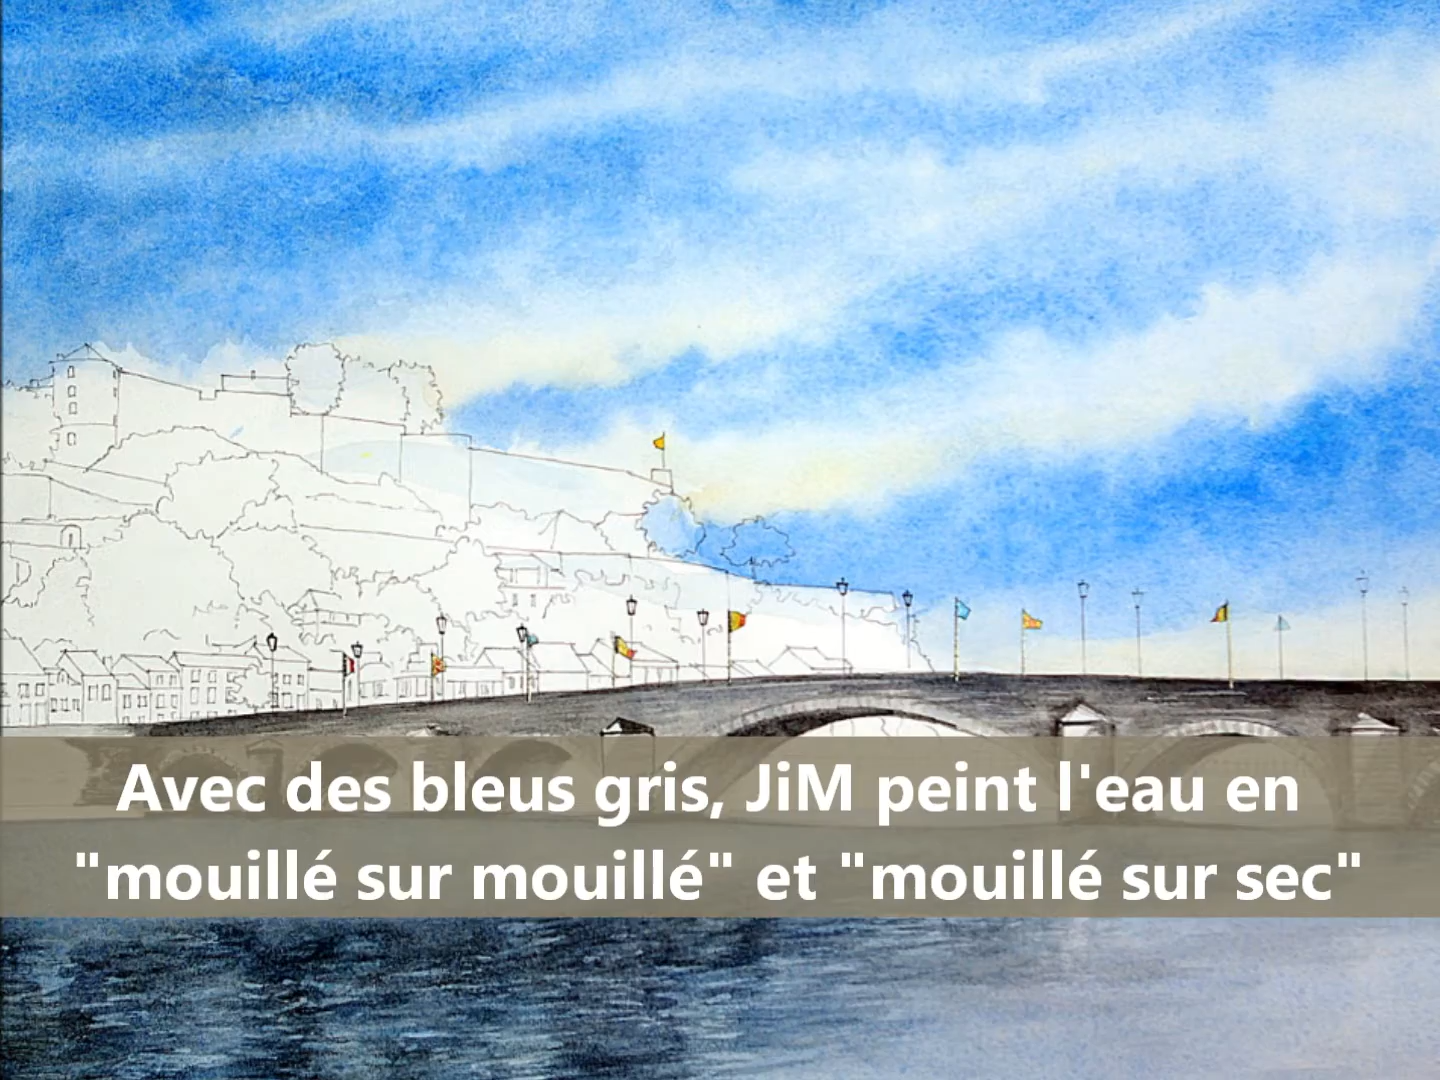 Avec des bleus gris, JiM peint l'eau en
"mouillé sur mouillé" et "mouillé sur sec"